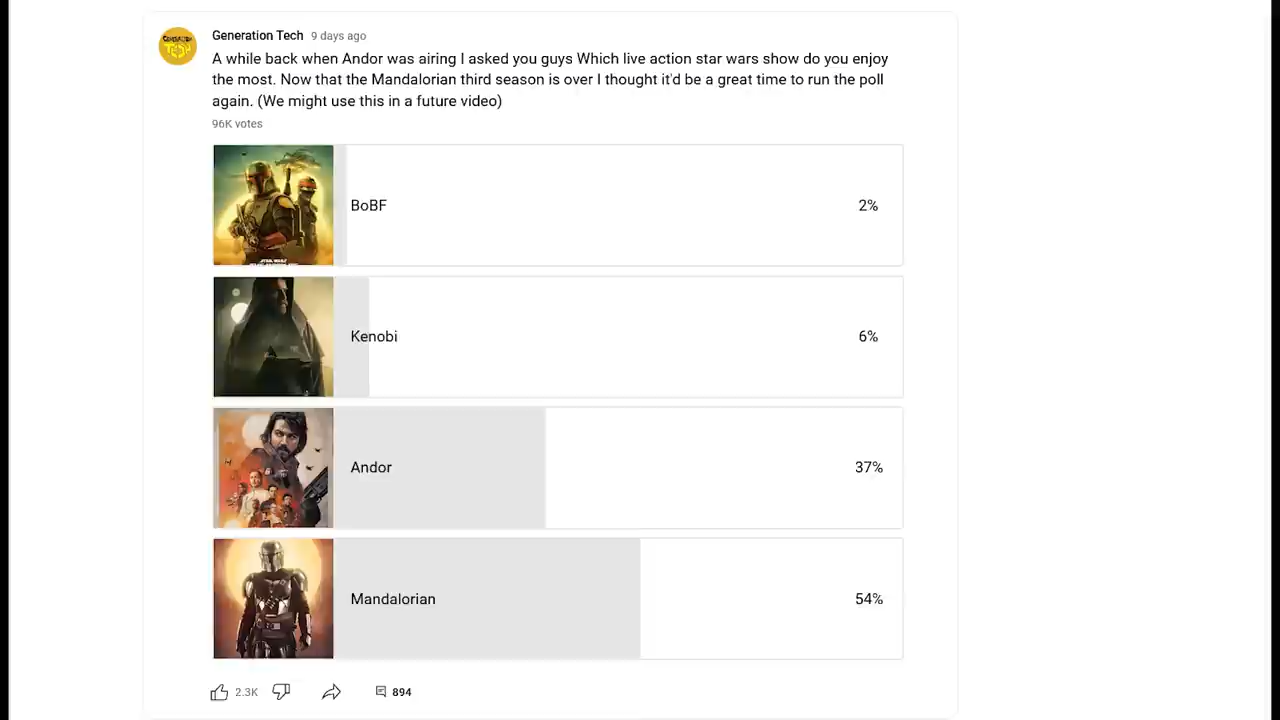 Generation Tech 9 days ago
A while back when Andor was airing I asked you guys Which live action star wars show do you enjoy
the most. Now that the Mandalorian third season is over I thought it'd be a great time to run the poll
again. (We might use this in a future video)
96K votes
BoBF 2%
Kenobi 6%
Andor 37%
Mandalorian 54%
2.3K 894